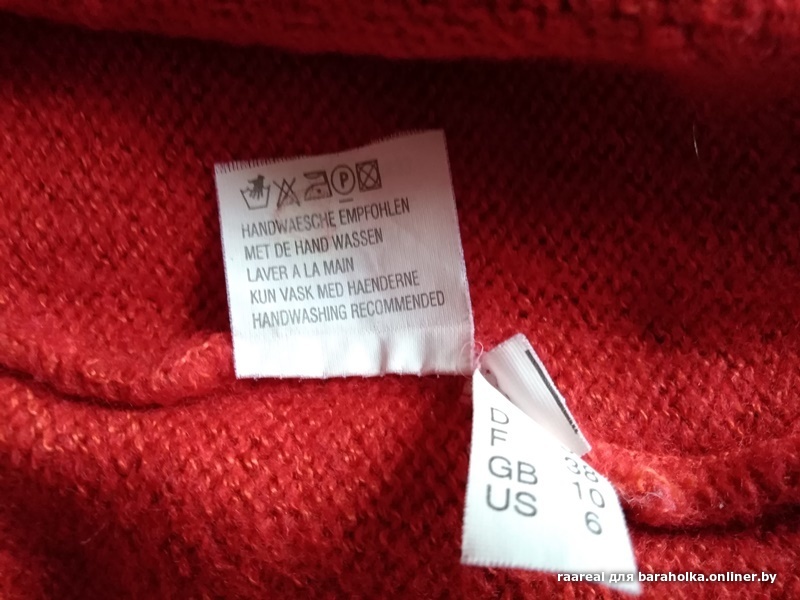 P
HANDWAESCHE EMPFOHLEN
MET DE HAND WASSEN
LAVER A LA MAIN
KUN VASK MED HAENDERNE
HANDWASHING RECOMMENDED
D
F 38
GB 10
US 6
raareal для baraholka.onliner.by